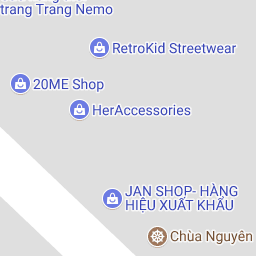 trang Trang Nemo
RetroKid Streetwear
20ME Shop
HerAccessories
JAN SHOP- HÀNG
HIỆU XUẤT KHẨU
Chùa Nguyên